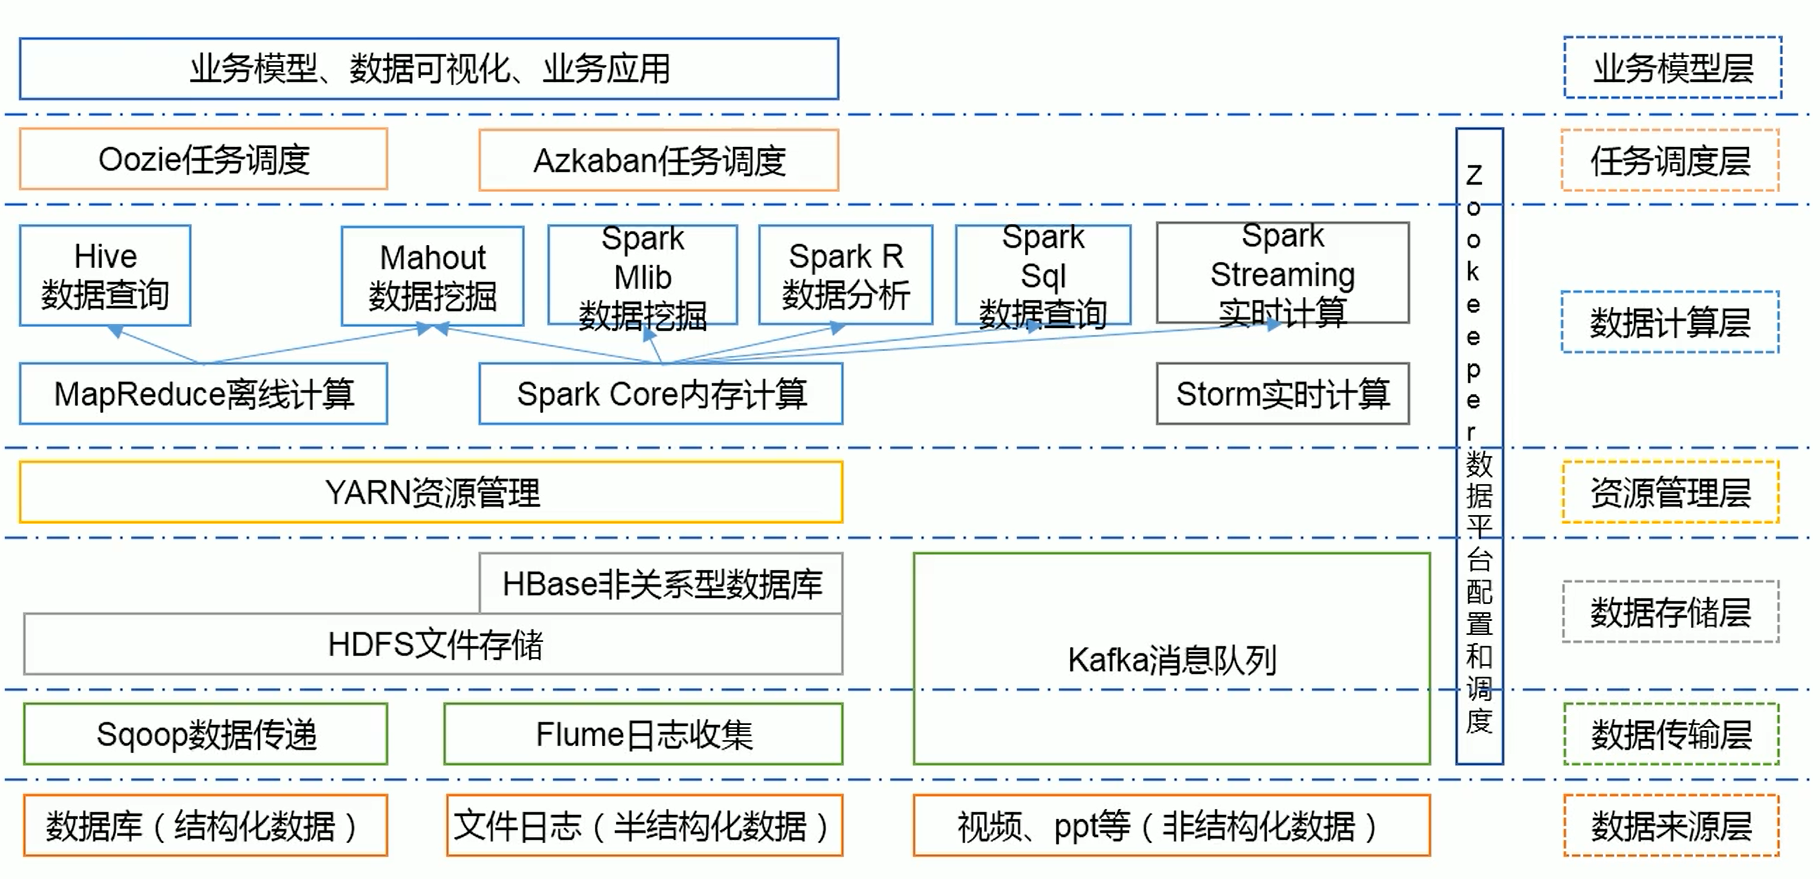 业务模型、数据可视化、业务应用
业务模型层
Oozie任务调度
Azkaban任务调度
任务调度层
Hive
数据查询
Mahout
数据挖掘
Spark
Mlib
数据挖掘
Spark R
数据分析
Spark
Sql
数据查询
Spark
Streaming
实时计算
数据计算层
MapReduce离线计算
Spark Core内存计算
Storm实时计算
Zookeeper数据平台配置和调度
YARN资源管理
资源管理层
HBase非关系型数据库
HDFS文件存储
Kafka消息队列
数据存储层
Sqoop数据传递
Flume日志收集
数据传输层
数据库（结构化数据）
文件日志（半结构化数据）
视频、ppt等（非结构化数据）
数据来源层